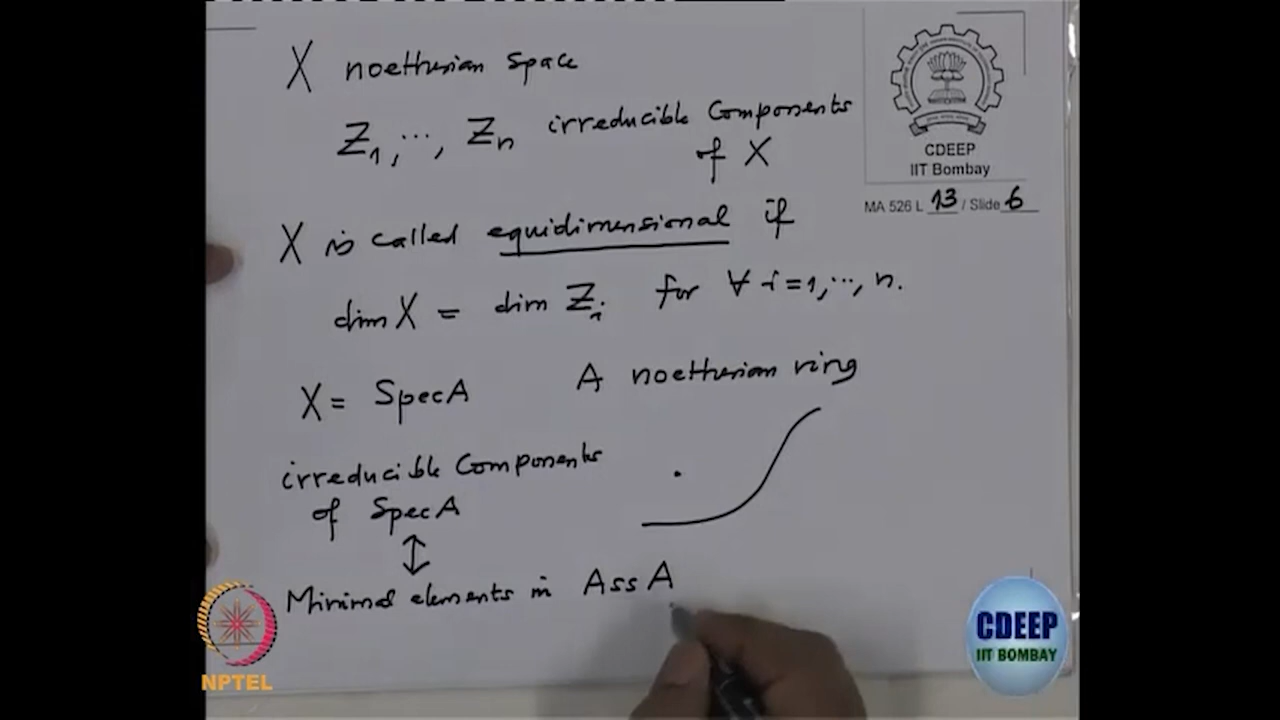 X noetherian space
Z₁, ..., Zₙ irreducible Components
of X
CDEEP
IIT Bombay
MA 526 L 13 / Slide 6
X is called equidimensional if
dim X = dim Zᵢ for ∀ i=1, ..., n.
X = Spec A A noetherian ring
irreducible Components
of Spec A
↕
Minimal elements in Ass A
NPTEL
CDEEP
IIT BOMBAY